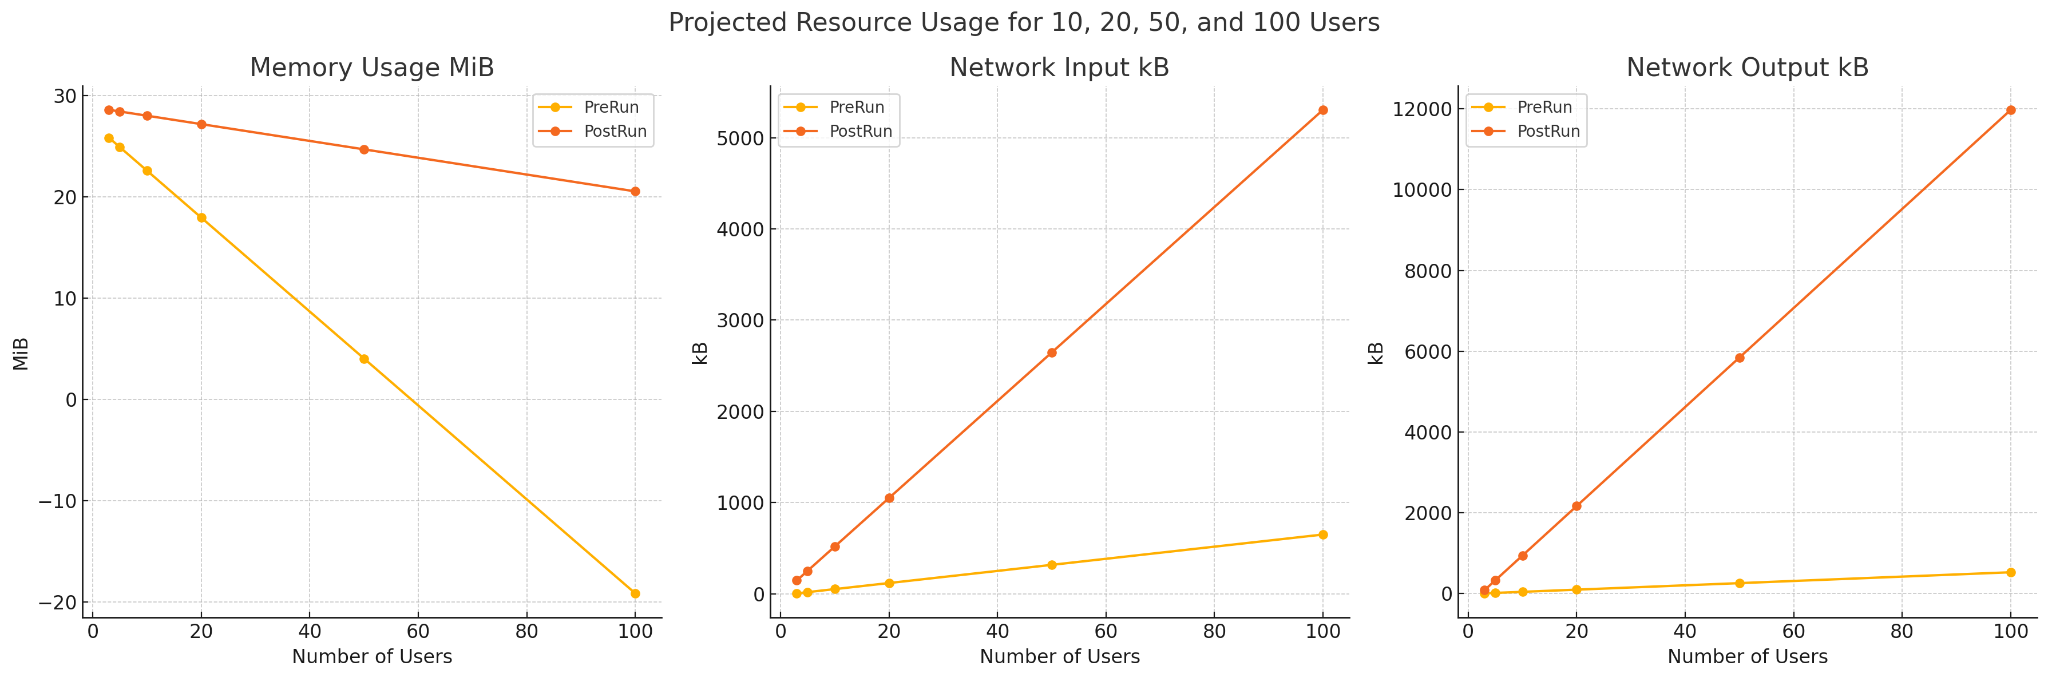 Projected Resource Usage for 10, 20, 50, and 100 Users
Memory Usage MiB
30
20
10
0
−10
−20
MiB
0 20 40 60 80 100
Number of Users
PreRun
PostRun
Network Input kB
5000
4000
3000
2000
1000
0
kB
0 20 40 60 80 100
Number of Users
PreRun
PostRun
Network Output kB
12000
10000
8000
6000
4000
2000
0
kB
0 20 40 60 80 100
Number of Users
PreRun
PostRun